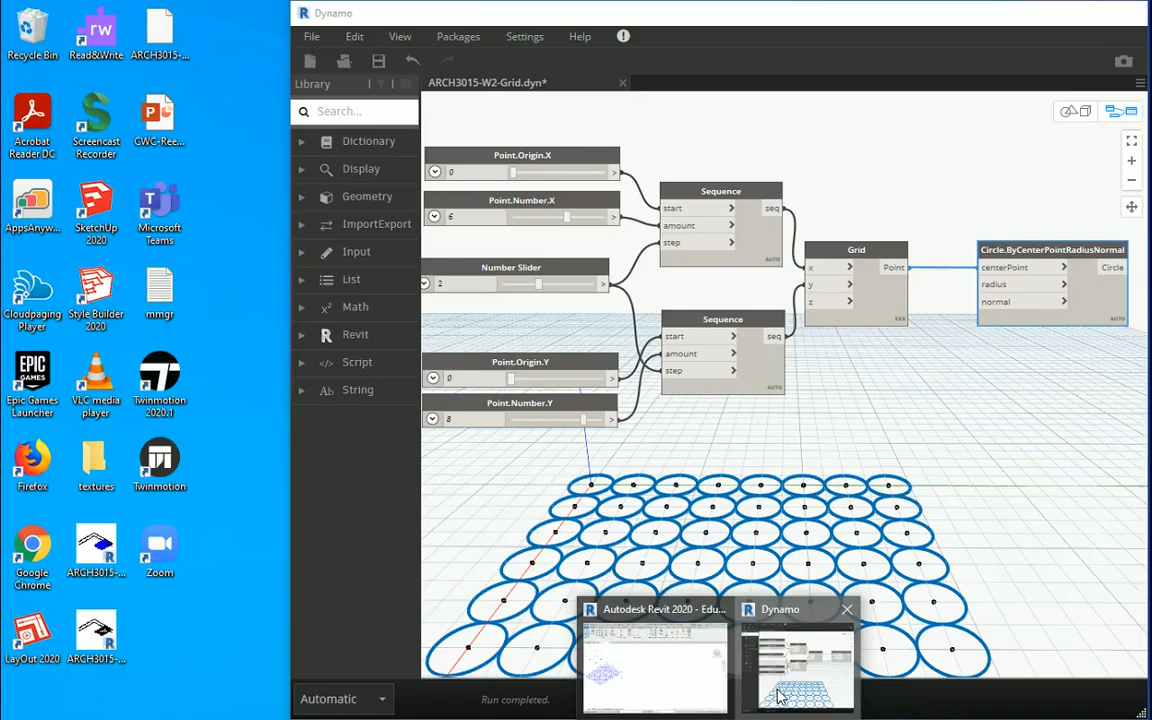 Dynamo
File Edit View Packages Settings Help
Library
ARCH3015-W2-Grid.dyn*
Search...
Dictionary
Display
Geometry
ImportExport
Input
List
Math
Revit
Script
Ab String
Point.Origin.X
0 >
Point.Number.X
6 >
Number Slider
2 >
Point.Origin.Y
0 >
Point.Number.Y
8 >
Sequence
start > seq
amount >
step >
AUTO
Sequence
start > seq
amount >
step >
AUTO
Grid
x > Point
y >
z >
XXX
Circle.ByCenterPointRadiusNormal
centerPoint > Circle
radius >
normal >
AUTO
Automatic
Run completed.
Autodesk Revit 2020 - Edu...
Dynamo
Recycle Bin
Read&Write
ARCH3015-...
Acrobat Reader DC
Screencast Recorder
CWC-Ree...
AppsAnyw...
SketchUp 2020
Microsoft Teams
Cloudpaging Player
Style Builder 2020
mmgr
Epic Games Launcher
VLC media player
Twinmotion 2020.1
Firefox
textures
Twinmotion
Google Chrome
ARCH3015-...
Zoom
LayOut 2020
ARCH3015-...